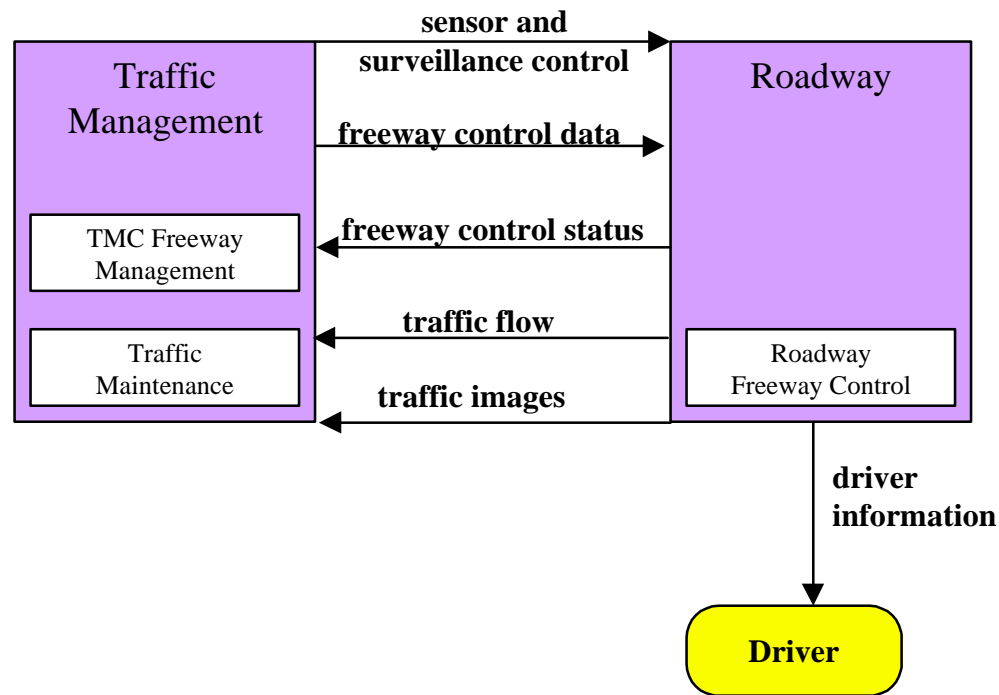 sensor and
surveillance control
Traffic
Management
Roadway
freeway control data
freeway control status
TMC Freeway
Management
traffic flow
Traffic
Maintenance
Roadway
Freeway Control
traffic images
driver
information
Driver